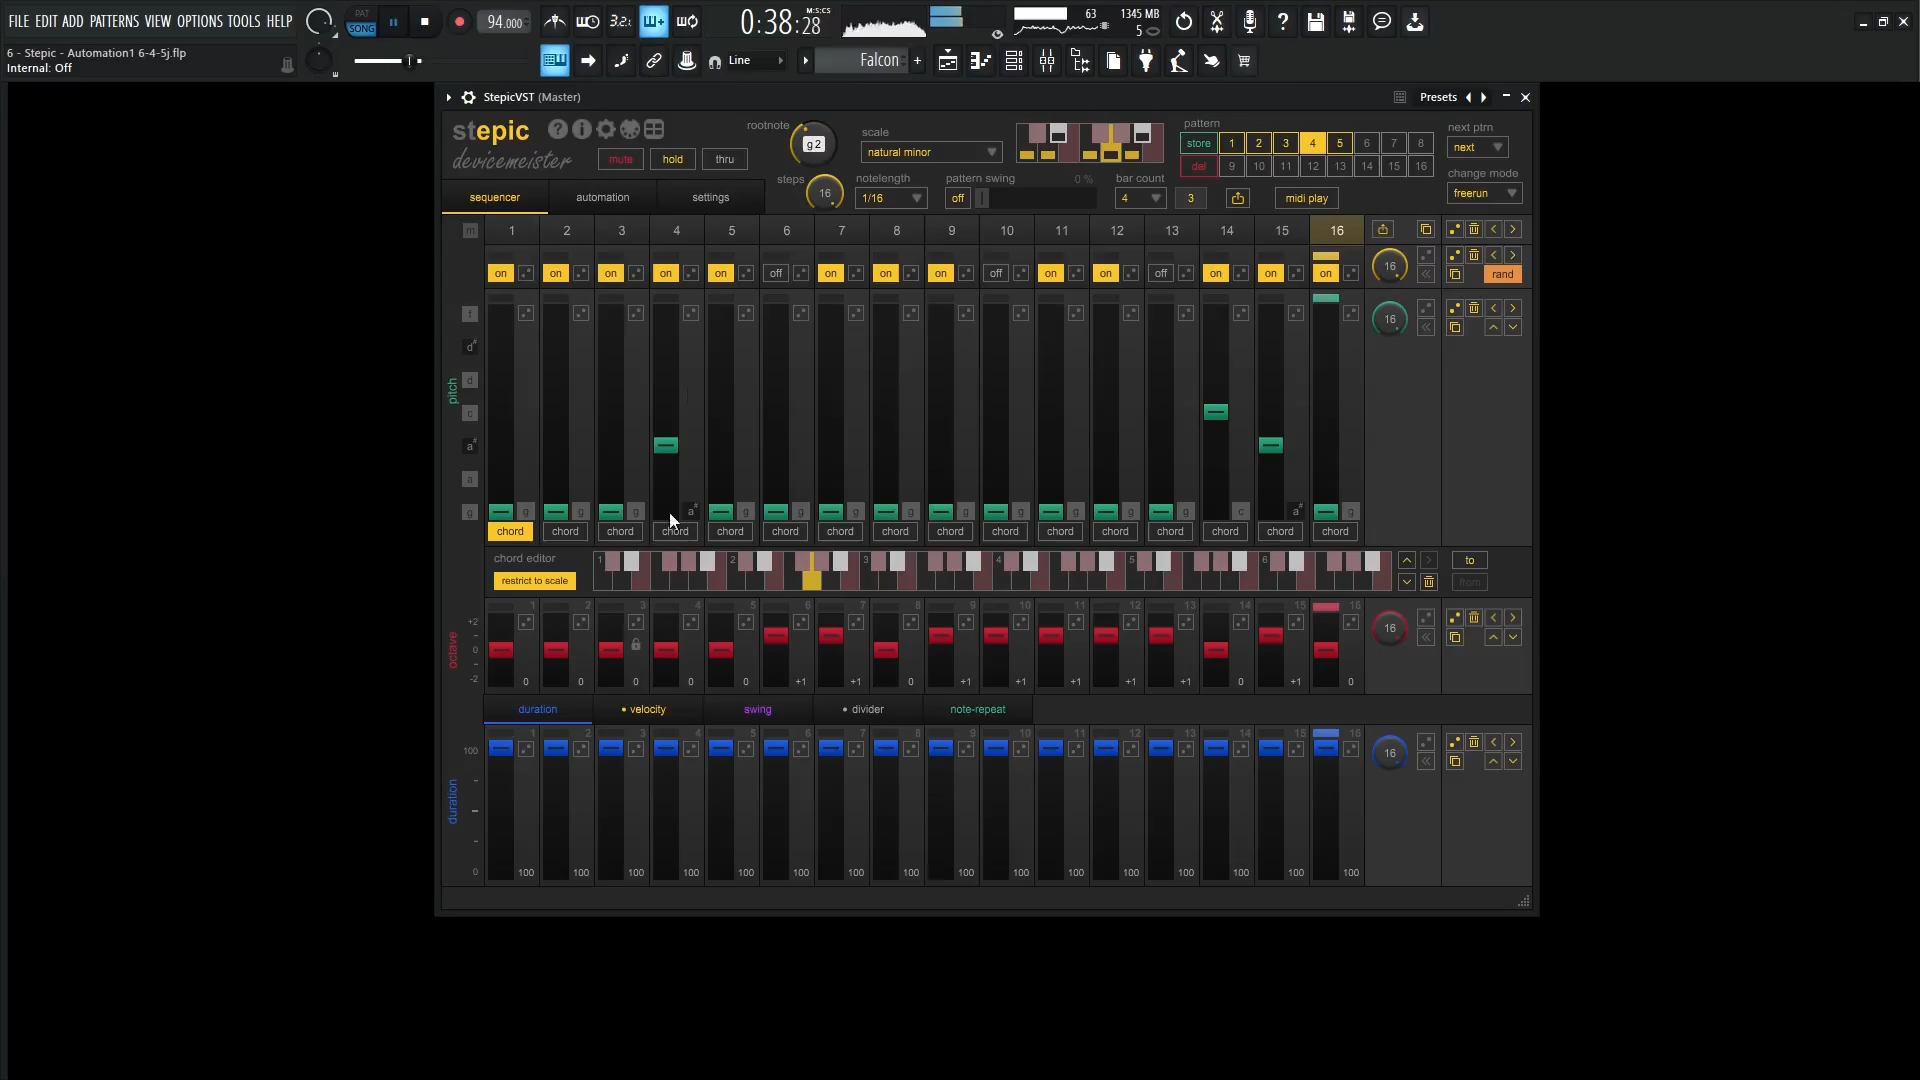 FILE EDIT ADD PATTERNS VIEW OPTIONS TOOLS HELP
PAT
SONG
94.000
3.2.
0:38:28
M:S:CS
63
1345 MB
5
6 - Stepic - Automation1 6-4-5j.flp
Internal: Off
Line
Falcon
StepicVST (Master)
Presets
stepic
devicemeister
mute hold thru
rootnote
g 2
scale
natural minor
pattern
store 1 2 3 4 5 6 7 8
del 9 10 11 12 13 14 15 16
next ptrn
next
change mode
freerun
steps
16
notelength
1/16
pattern swing 0 %
off
bar count
4 3
midi play
sequencer automation settings
m 1 2 3 4 5 6 7 8 9 10 11 12 13 14 15 16
on on on on on off on on on off on on off on on on
16
rand
16
pitch
f
d#
d
c
a#
a
g
g g g a# g g g g g g g g g c a# g
chord chord chord chord chord chord chord chord chord chord chord chord chord chord chord chord
chord editor
restrict to scale
1 2 3 4 5 6
to
from
octave
+2
0
-2
1 2 3 4 5 6 7 8 9 10 11 12 13 14 15 16
16
0 0 0 0 0 +1 +1 0 +1 +1 +1 +1 +1 0 +1 0
duration velocity swing divider note-repeat
duration
100
0
1 2 3 4 5 6 7 8 9 10 11 12 13 14 15 16
16
100 100 100 100 100 100 100 100 100 100 100 100 100 100 100 100